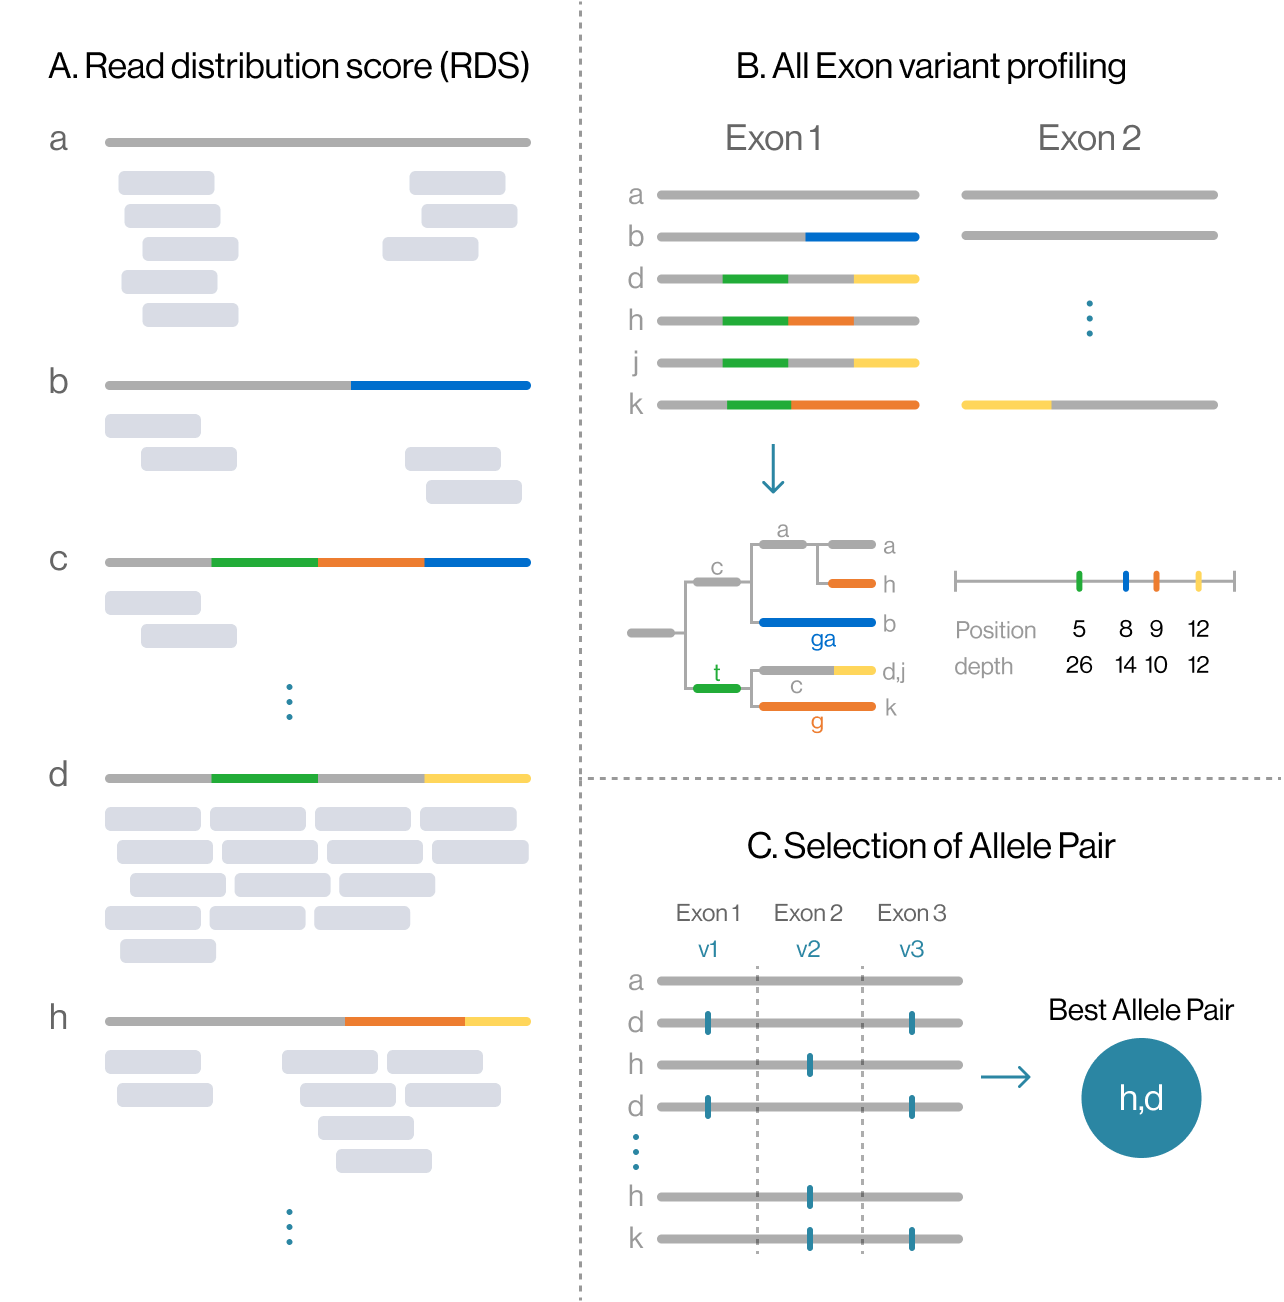 A. Read distribution score (RDS)
a
b
c
d
h
B. All Exon variant profiling
Exon 1 Exon 2
a
b
d
h
j
k
a
a
c
h
b
ga
t
d,j
c
k
g
Position 5 8 9 12
depth 26 14 10 12
C. Selection of Allele Pair
Exon 1 Exon 2 Exon 3
v1 v2 v3
a
d
h
d
h
k
Best Allele Pair
h,d